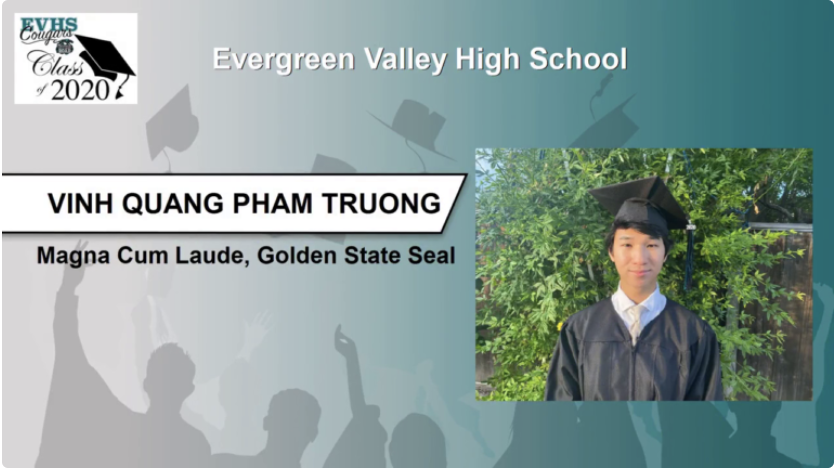 EVHS
Cougars
Class
of 2020
Evergreen Valley High School
VINH QUANG PHAM TRUONG
Magna Cum Laude, Golden State Seal